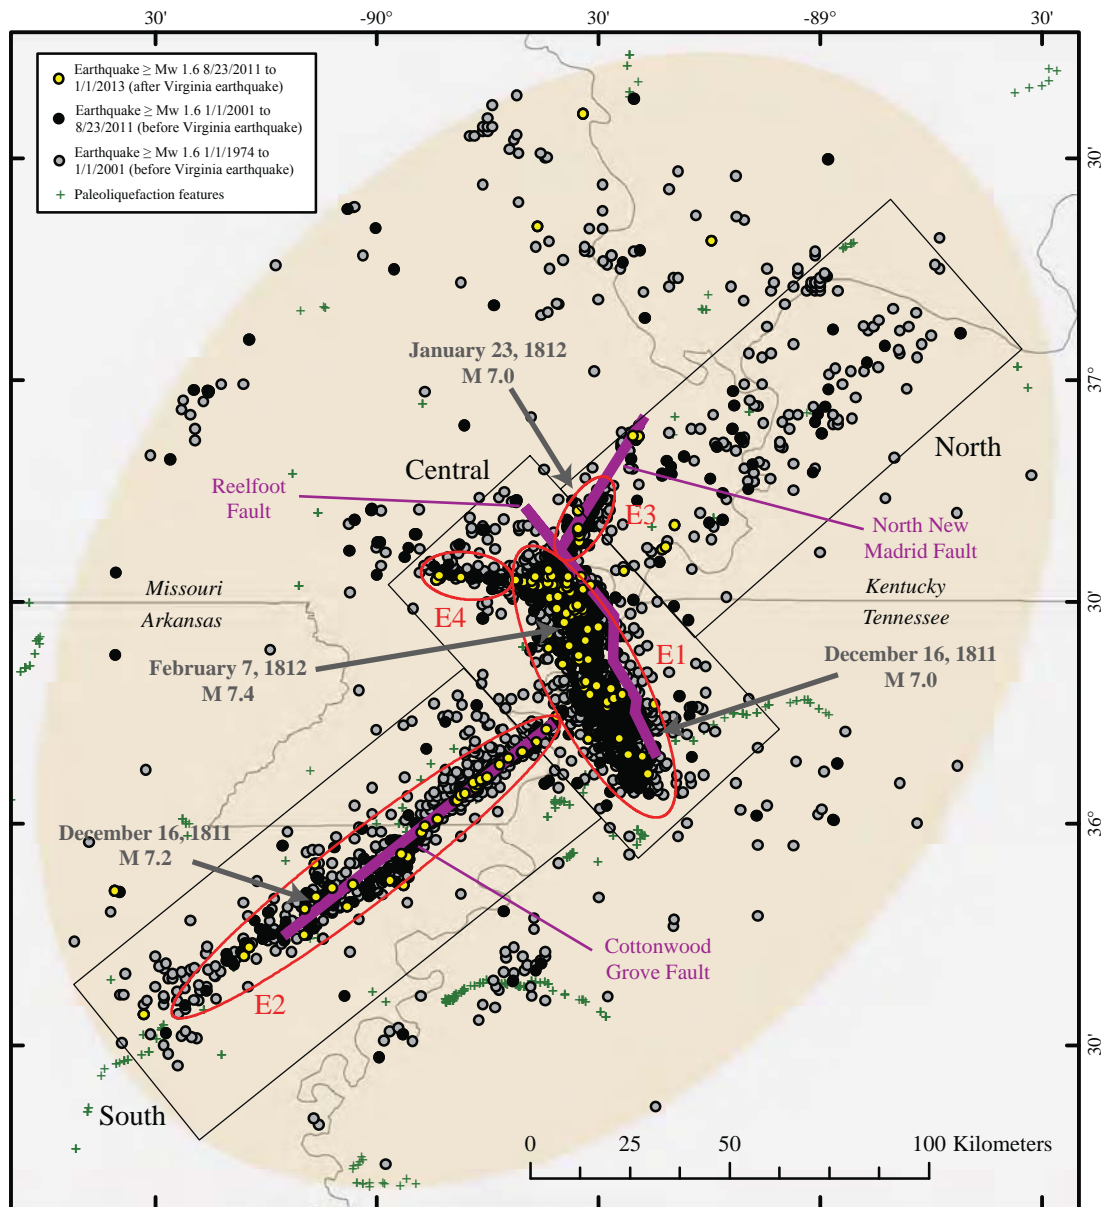 30'
-90°
30'
-89°
30'
Earthquake ≥ Mw 1.6 8/23/2011 to
1/1/2013 (after Virginia earthquake)
Earthquake ≥ Mw 1.6 1/1/2001 to
8/23/2011 (before Virginia earthquake)
Earthquake ≥ Mw 1.6 1/1/1974 to
1/1/2001 (before Virginia earthquake)
Paleoliquefaction features
30'
January 23, 1812
M 7.0
37°
North
Central
Reelfoot
Fault
E3
North New
Madrid Fault
Missouri
Arkansas
Kentucky
Tennessee
30'
E4
E1
February 7, 1812
M 7.4
December 16, 1811
M 7.0
December 16, 1811
M 7.2
36°
Cottonwood
Grove Fault
E2
30'
South
0
25
50
100 Kilometers